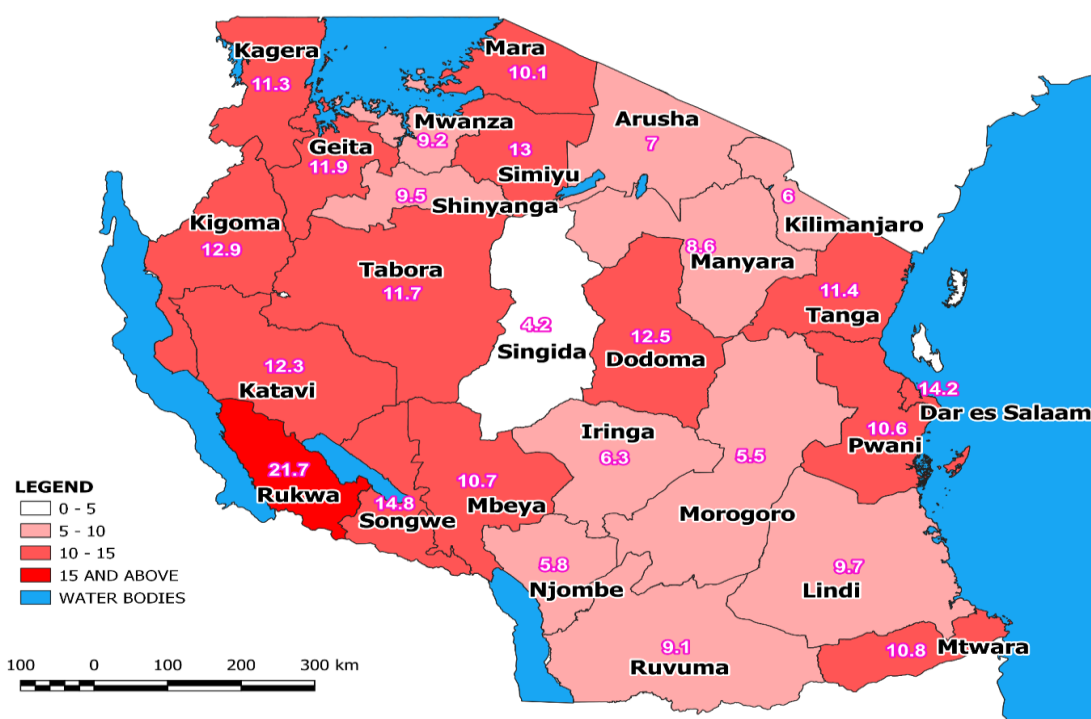 Kagera
11.3
Mara
10.1
Mwanza
9.2
Arusha
7
Geita
11.9
13
Simiyu
9.5
Shinyanga
6
Kilimanjaro
Kigoma
12.9
8.6
Manyara
Tabora
11.7
11.4
Tanga
4.2
Singida
12.5
Dodoma
12.3
Katavi
14.2
Dar es Salaam
10.6
Pwani
Iringa
6.3
5.5
Morogoro
21.7
Rukwa
10.7
Mbeya
14.8
Songwe
5.8
Njombe
9.7
Lindi
9.1
Ruvuma
10.8
Mtwara
LEGEND
0 - 5
5 - 10
10 - 15
15 AND ABOVE
WATER BODIES
100 0 100 200 300 km